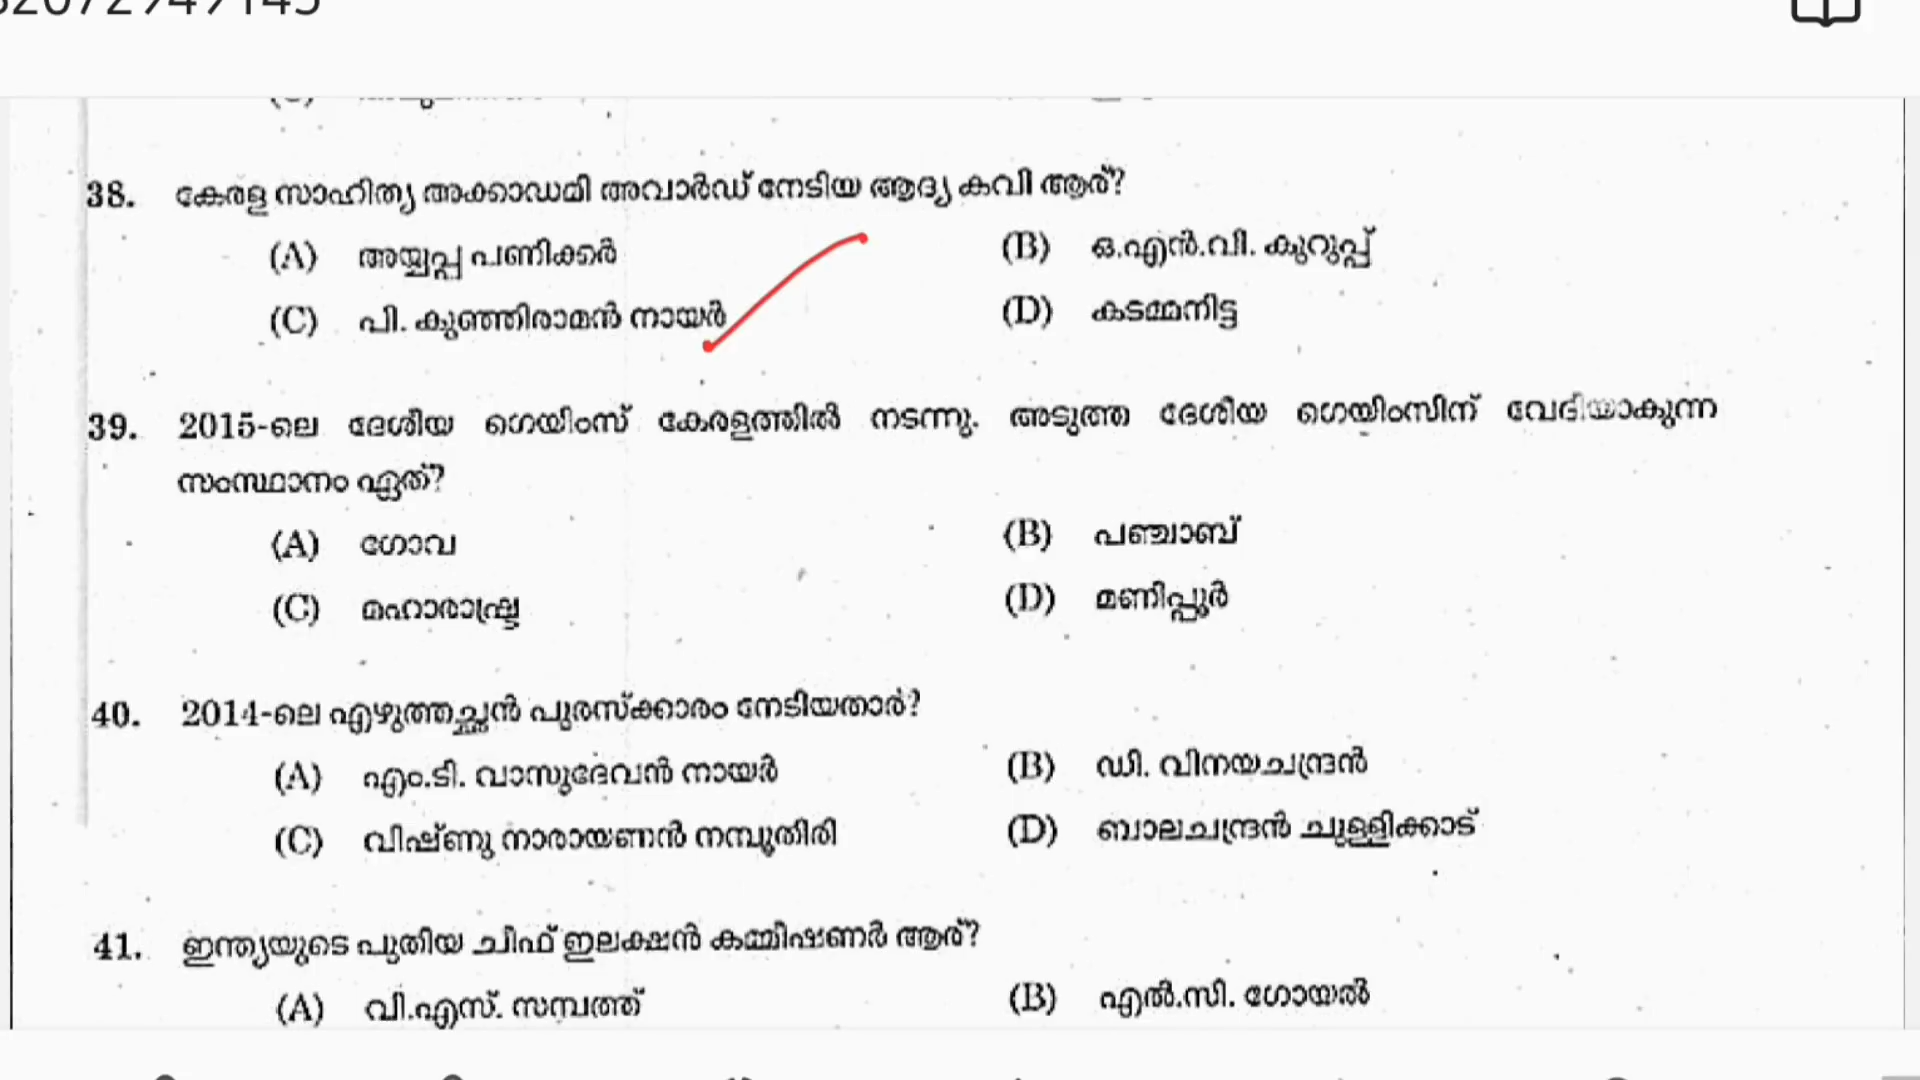 38. കേരള സാഹിത്യ അക്കാഡമി അവാർഡ് നേടിയ ആദ്യ കവി ആര്?
(A) അയ്യപ്പ പണിക്കർ (B) ഒ.എൻ.വി. കുറുപ്പ്
(C) പി. കുഞ്ഞിരാമൻ നായർ (D) കടമ്മനിട്ട
39. 2015-ലെ ദേശീയ ഗെയിംസ് കേരളത്തിൽ നടന്നു. അടുത്ത ദേശീയ ഗെയിംസിന് വേദിയാകുന്ന
സംസ്ഥാനം ഏത്?
(A) ഗോവ (B) പഞ്ചാബ്
(C) മഹാരാഷ്ട്ര (D) മണിപ്പൂർ
40. 2014-ലെ എഴുത്തച്ഛൻ പുരസ്ക്കാരം നേടിയതാര്?
(A) എം.ടി. വാസുദേവൻ നായർ (B) ഡി. വിനയചന്ദ്രൻ
(C) വിഷ്ണു നാരായണൻ നമ്പൂതിരി (D) ബാലചന്ദ്രൻ ചുള്ളിക്കാട്
41. ഇന്ത്യയുടെ പുതിയ ചീഫ് ഇലക്ഷൻ കമ്മീഷണർ ആര്?
(A) വി.എസ്. സമ്പത്ത് (B) എൽ.സി. ഗോയൽ